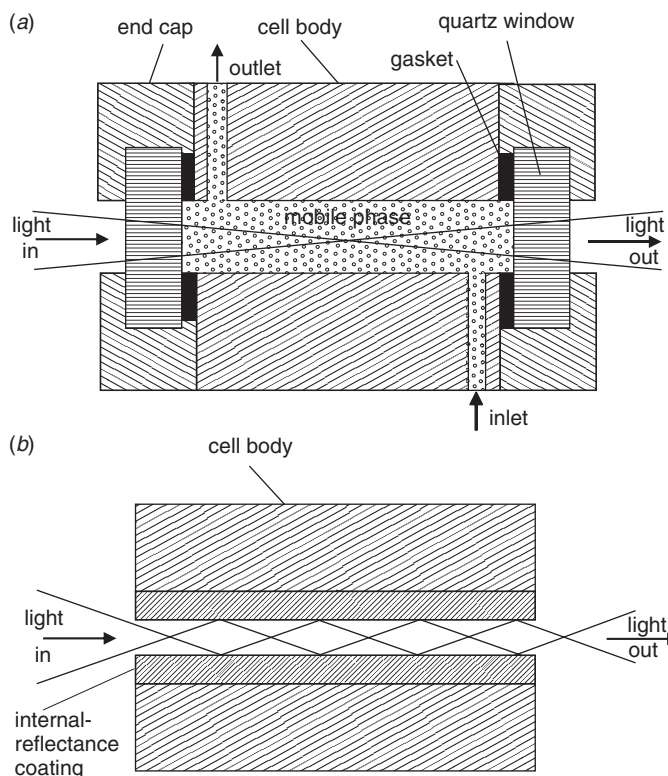 (a)
end cap
cell body
quartz window
outlet
gasket
mobile phase
light
in
light
out
inlet
(b)
cell body
light
in
light
out
internal-
reflectance
coating